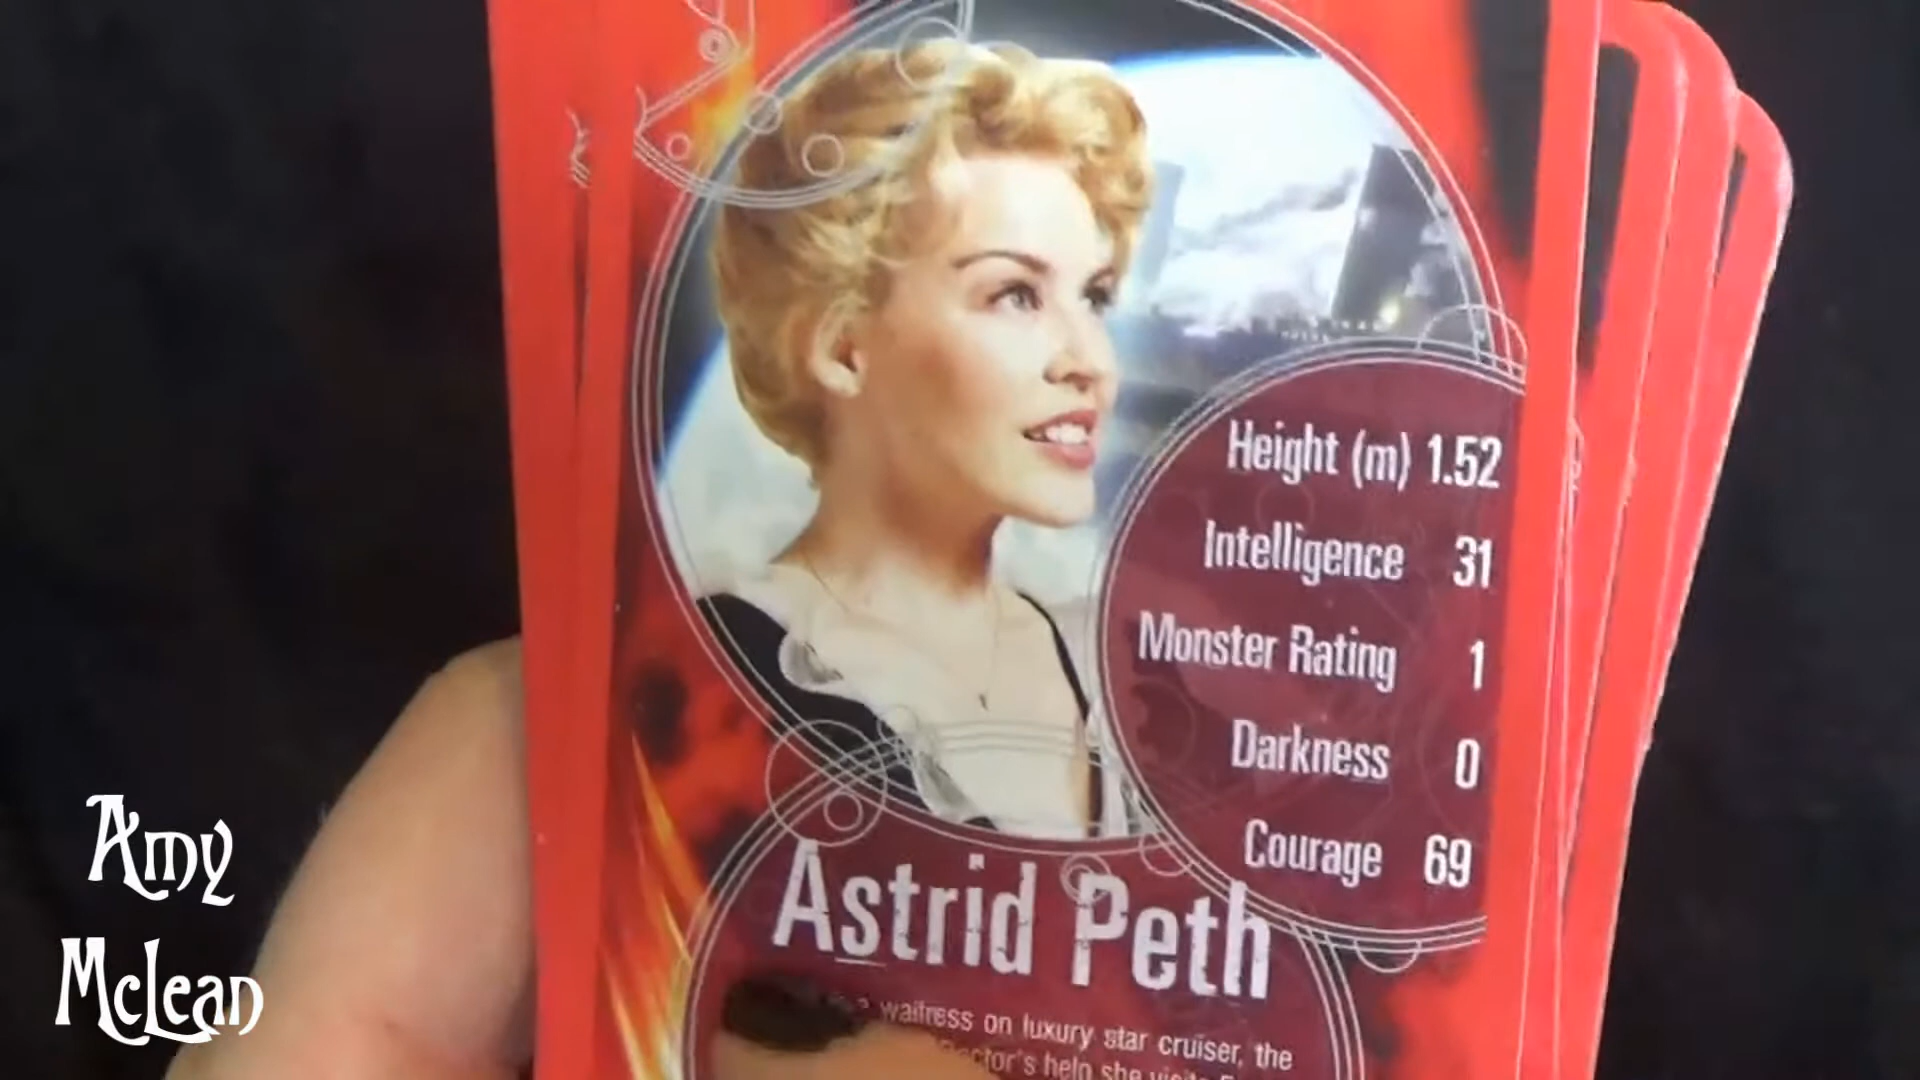 Height (m) 1.52
Intelligence 31
Monster Rating 1
Darkness 0
Courage 69
Astrid Peth
waitress on luxury star cruiser, the
help she visits
Amy
McLean